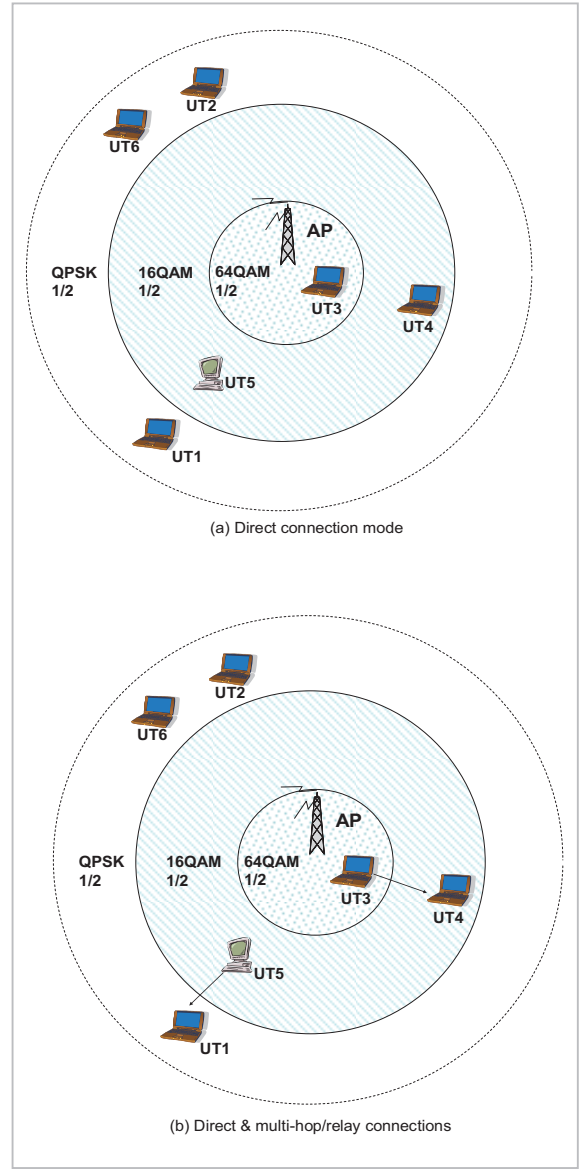 UT2
UT6
AP
QPSK
1/2
16QAM
1/2
64QAM
1/2
UT3
UT4
UT5
UT1
(a) Direct connection mode
UT2
UT6
AP
QPSK
1/2
16QAM
1/2
64QAM
1/2
UT3
UT4
UT5
UT1
(b) Direct & multi-hop/relay connections